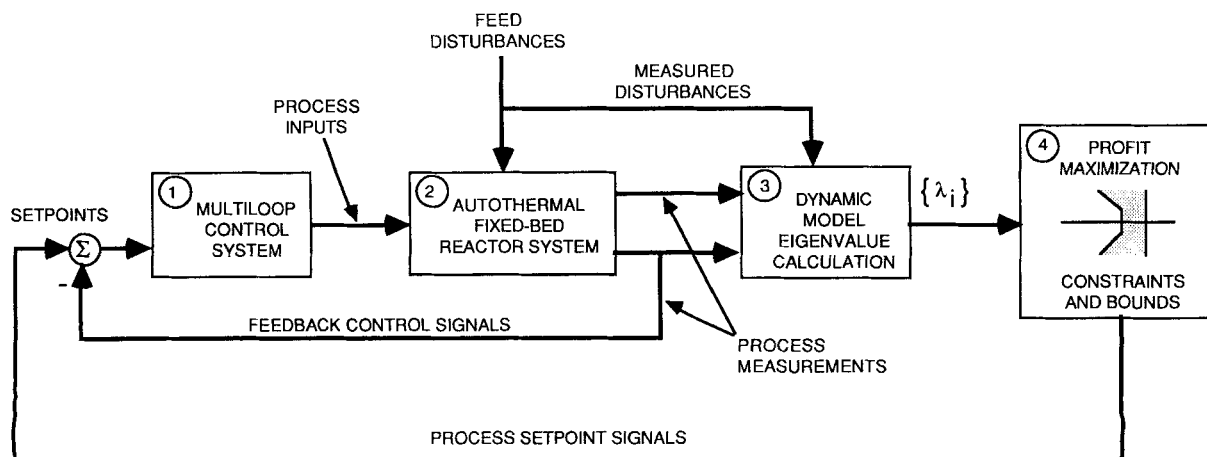 FEED
DISTURBANCES
MEASURED
DISTURBANCES
PROCESS
INPUTS
SETPOINTS
Σ
-
1
MULTILOOP
CONTROL
SYSTEM
2
AUTOTHERMAL
FIXED-BED
REACTOR SYSTEM
3
DYNAMIC
MODEL
EIGENVALUE
CALCULATION
{λi}
4
PROFIT
MAXIMIZATION
CONSTRAINTS
AND BOUNDS
FEEDBACK CONTROL SIGNALS
PROCESS
MEASUREMENTS
PROCESS SETPOINT SIGNALS